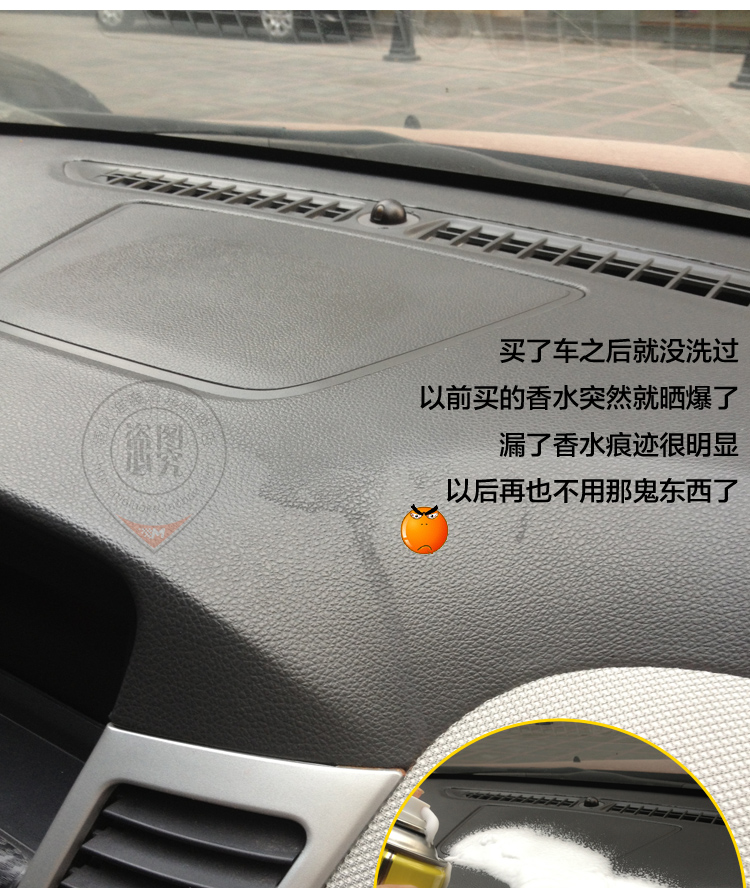 买了车之后就没洗过
以前买的香水突然就晒爆了
漏了香水痕迹很明显
以后再也不用那鬼东西了
盗图
必究